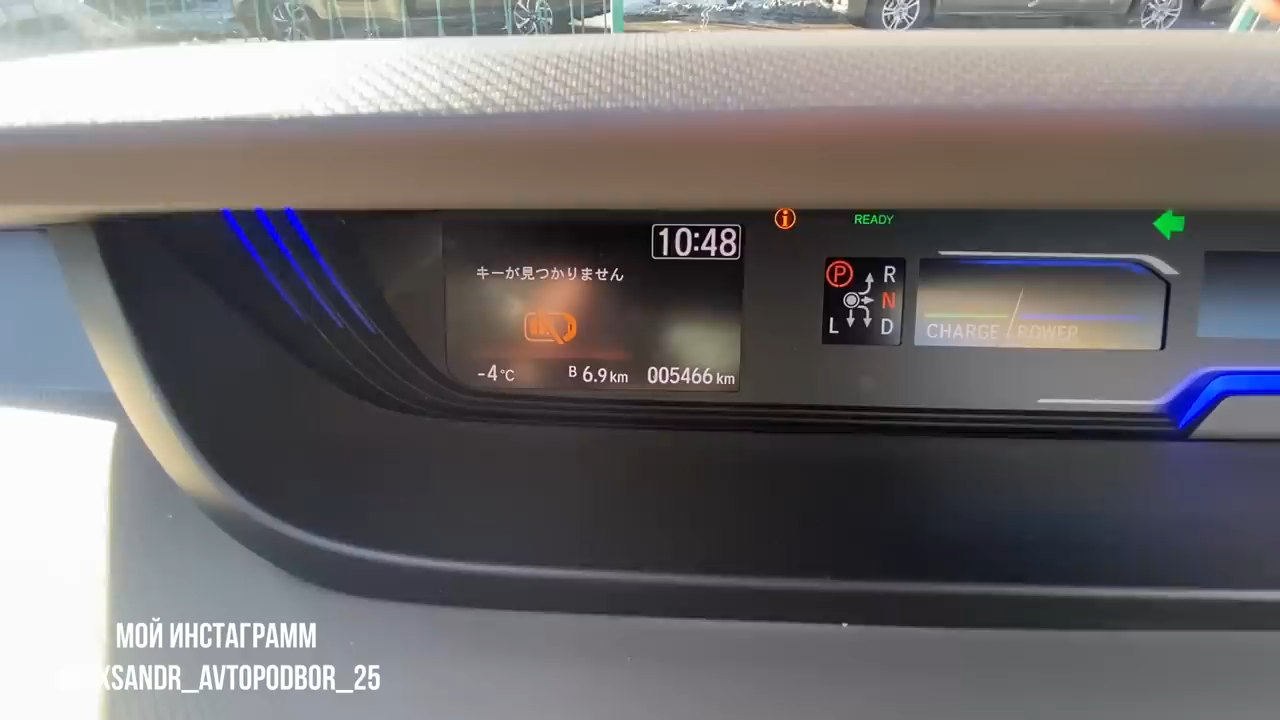 10:48
READY
キーが見つかりません
P R
N
L D
CHARGE / POWER
-4°C B 6.9 km 005466 km
МОЙ ИНСТАГРАММ
KSANDR_AVTOPODBOR_25